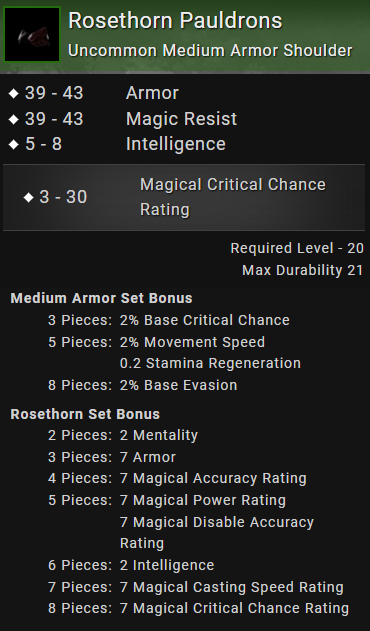 Rosethorn Pauldrons
Uncommon Medium Armor Shoulder
39 - 43 Armor
39 - 43 Magic Resist
5 - 8 Intelligence
3 - 30 Magical Critical Chance
Rating
Required Level - 20
Max Durability 21
Medium Armor Set Bonus
3 Pieces: 2% Base Critical Chance
5 Pieces: 2% Movement Speed
0.2 Stamina Regeneration
8 Pieces: 2% Base Evasion
Rosethorn Set Bonus
2 Pieces: 2 Mentality
3 Pieces: 7 Armor
4 Pieces: 7 Magical Accuracy Rating
5 Pieces: 7 Magical Power Rating
7 Magical Disable Accuracy
Rating
6 Pieces: 2 Intelligence
7 Pieces: 7 Magical Casting Speed Rating
8 Pieces: 7 Magical Critical Chance Rating